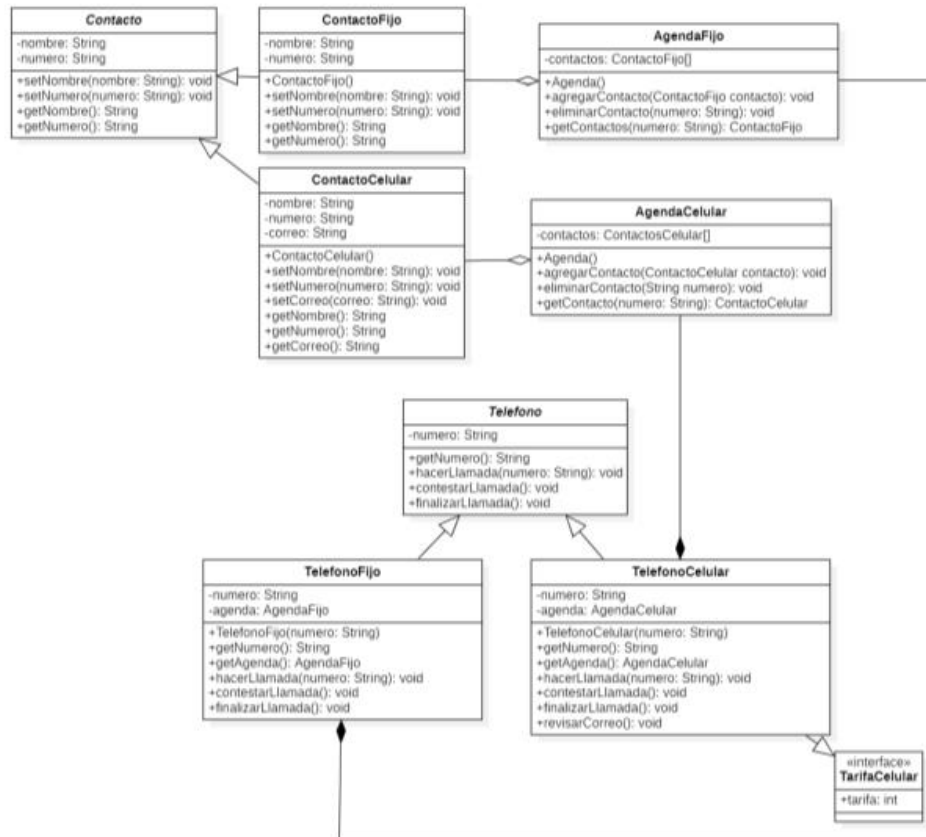 Contacto
-nombre: String
-numero: String
+setNombre(nombre: String): void
+setNumero(numero: String): void
+getNombre(): String
+getNumero(): String
ContactoFijo
-nombre: String
-numero: String
+ContactoFijo()
+setNombre(nombre: String): void
+setNumero(numero: String): void
+getNombre(): String
+getNumero(): String
AgendaFijo
-contactos: ContactoFijo[]
+Agenda()
+agregarContacto(ContactoFijo contacto): void
+eliminarContacto(numero: String): void
+getContactos(numero: String): ContactoFijo
ContactoCelular
-nombre: String
-numero: String
-correo: String
+ContactoCelular()
+setNombre(nombre: String): void
+setNumero(numero: String): void
+setCorreo(correo: String): void
+getNombre(): String
+getNumero(): String
+getCorreo(): String
AgendaCelular
-contactos: ContactosCelular[]
+Agenda()
+agregarContacto(ContactoCelular contacto): void
+eliminarContacto(String numero): void
+getContacto(numero: String): ContactoCelular
Telefono
-numero: String
+getNumero(): String
+hacerLlamada(numero: String): void
+contestarLlamada(): void
+finalizarLlamada(): void
TelefonoFijo
-numero: String
-agenda: AgendaFijo
+TelefonoFijo(numero: String)
+getNumero(): String
+getAgenda(): AgendaFijo
+hacerLlamada(numero: String): void
+contestarLlamada(): void
+finalizarLlamada(): void
TelefonoCelular
-numero: String
-agenda: AgendaCelular
+TelefonoCelular(numero: String)
+getNumero(): String
+getAgenda(): AgendaCelular
+hacerLlamada(numero: String): void
+contestarLlamada(): void
+finalizarLlamada(): void
+revisarCorreo(): void
«interface»
TarifaCelular
+tarifa: int